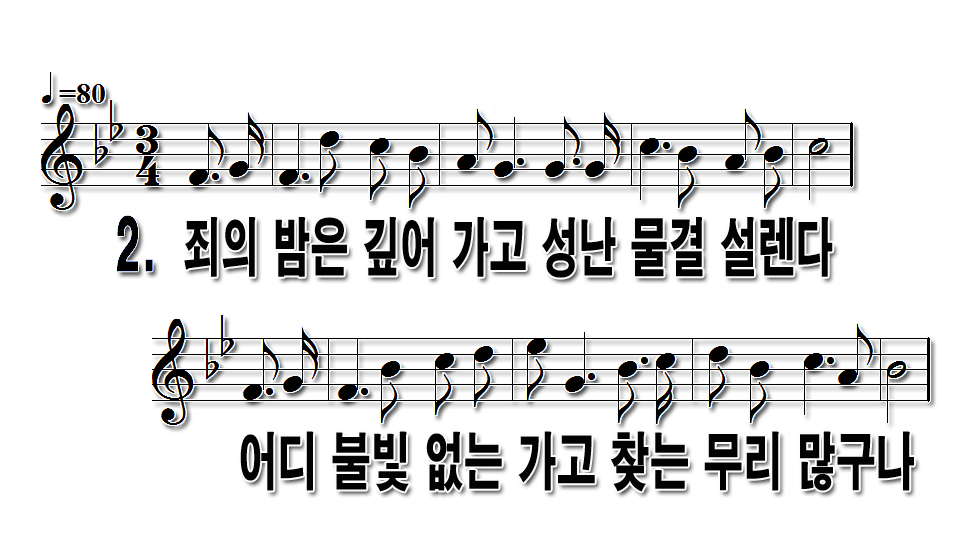 ♩=80
3/4
2. 죄의 밤은 깊어 가고 성난 물결 설렌다
어디 불빛 없는 가고 찾는 무리 많구나